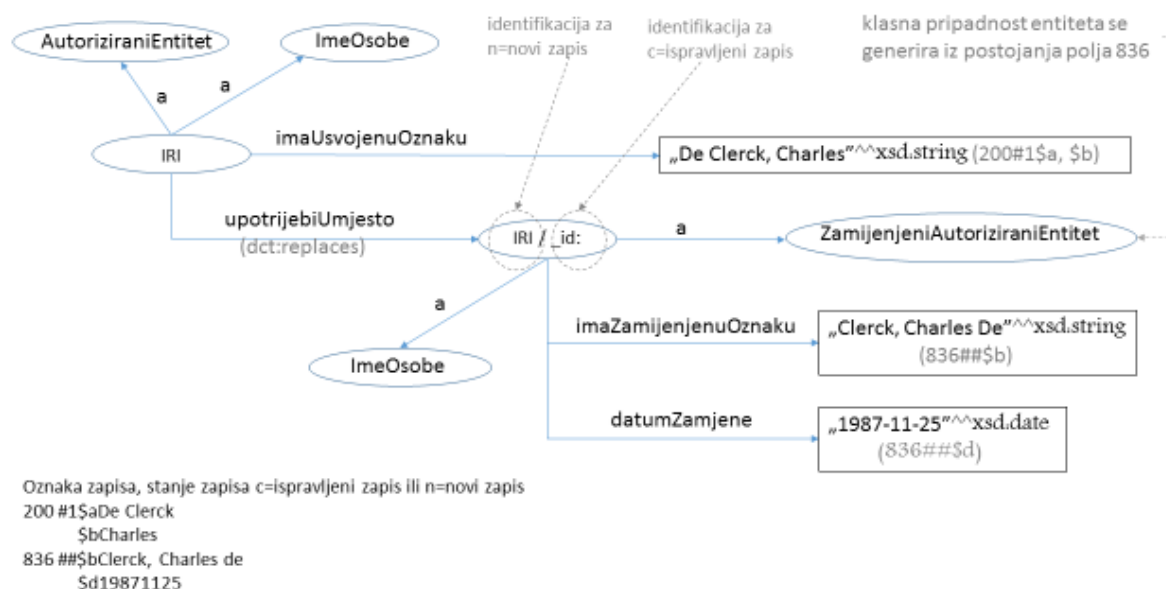 AutoriziraniEntitet
ImeOsobe
identifikacija za
n=novi zapis
identifikacija za
c=ispravljeni zapis
klasna pripadnost entiteta se
generira iz postojanja polja 836
a
a
IRI
imaUsvojenuOznaku
„De Clerck, Charles”^^xsd.string (200#1$a, $b)
upotrijebiUmjesto
(dct:replaces)
IRI / _id:
a
ZamijenjeniAutoriziraniEntitet
a
ImeOsobe
imaZamijenjenuOznaku
„Clerck, Charles De”^^xsd.string
(836##$b)
datumZamjene
„1987-11-25”^^xsd.date
(836##$d)
Oznaka zapisa, stanje zapisa c=ispravljeni zapis ili n=novi zapis
200 #1$aDe Clerck
$bCharles
836 ##$bClerck, Charles de
$d19871125